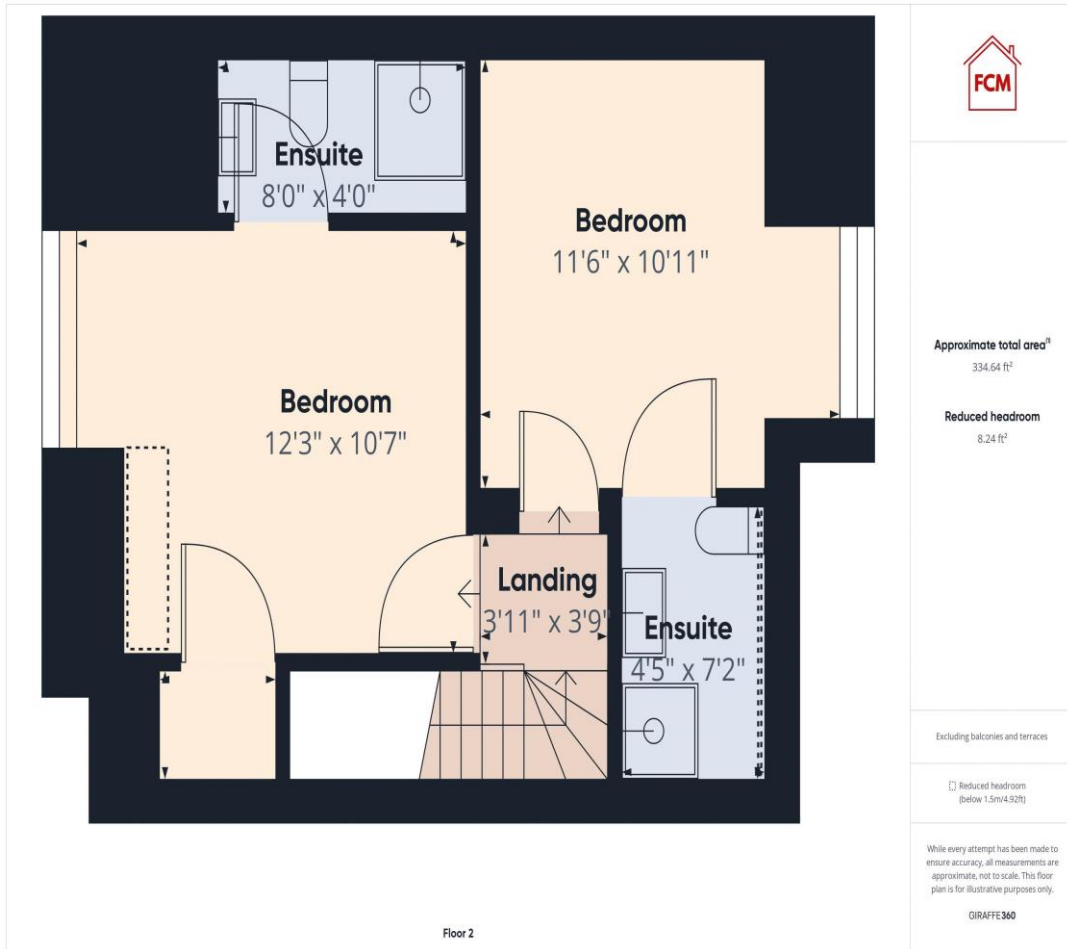 Ensuite
8'0" x 4'0"
Bedroom
11'6" x 10'11"
Bedroom
12'3" x 10'7"
Landing
3'11" x 3'9"
Ensuite
4'5" x 7'2"
Floor 2
FCM
Approximate total area⁽¹⁾
334.64 ft²
Reduced headroom
8.24 ft²
Excluding balconies and terraces
Reduced headroom
(below 1.5m/4.92ft)
While every attempt has been made to
ensure accuracy, all measurements are
approximate, not to scale. This floor
plan is for illustrative purposes only.
GIRAFFE360